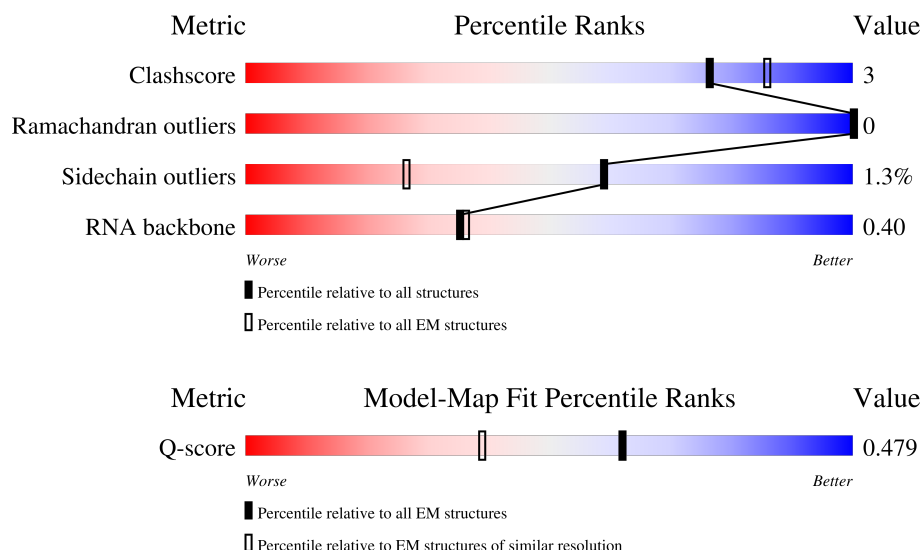 Metric Percentile Ranks Value
Clashscore 3
Ramachandran outliers 0
Sidechain outliers 1.3%
RNA backbone 0.40
Worse Better
Percentile relative to all structures
Percentile relative to all EM structures
Metric Model-Map Fit Percentile Ranks Value
Q-score 0.479
Worse Better
Percentile relative to all EM structures
Percentile relative to EM structures of similar resolution